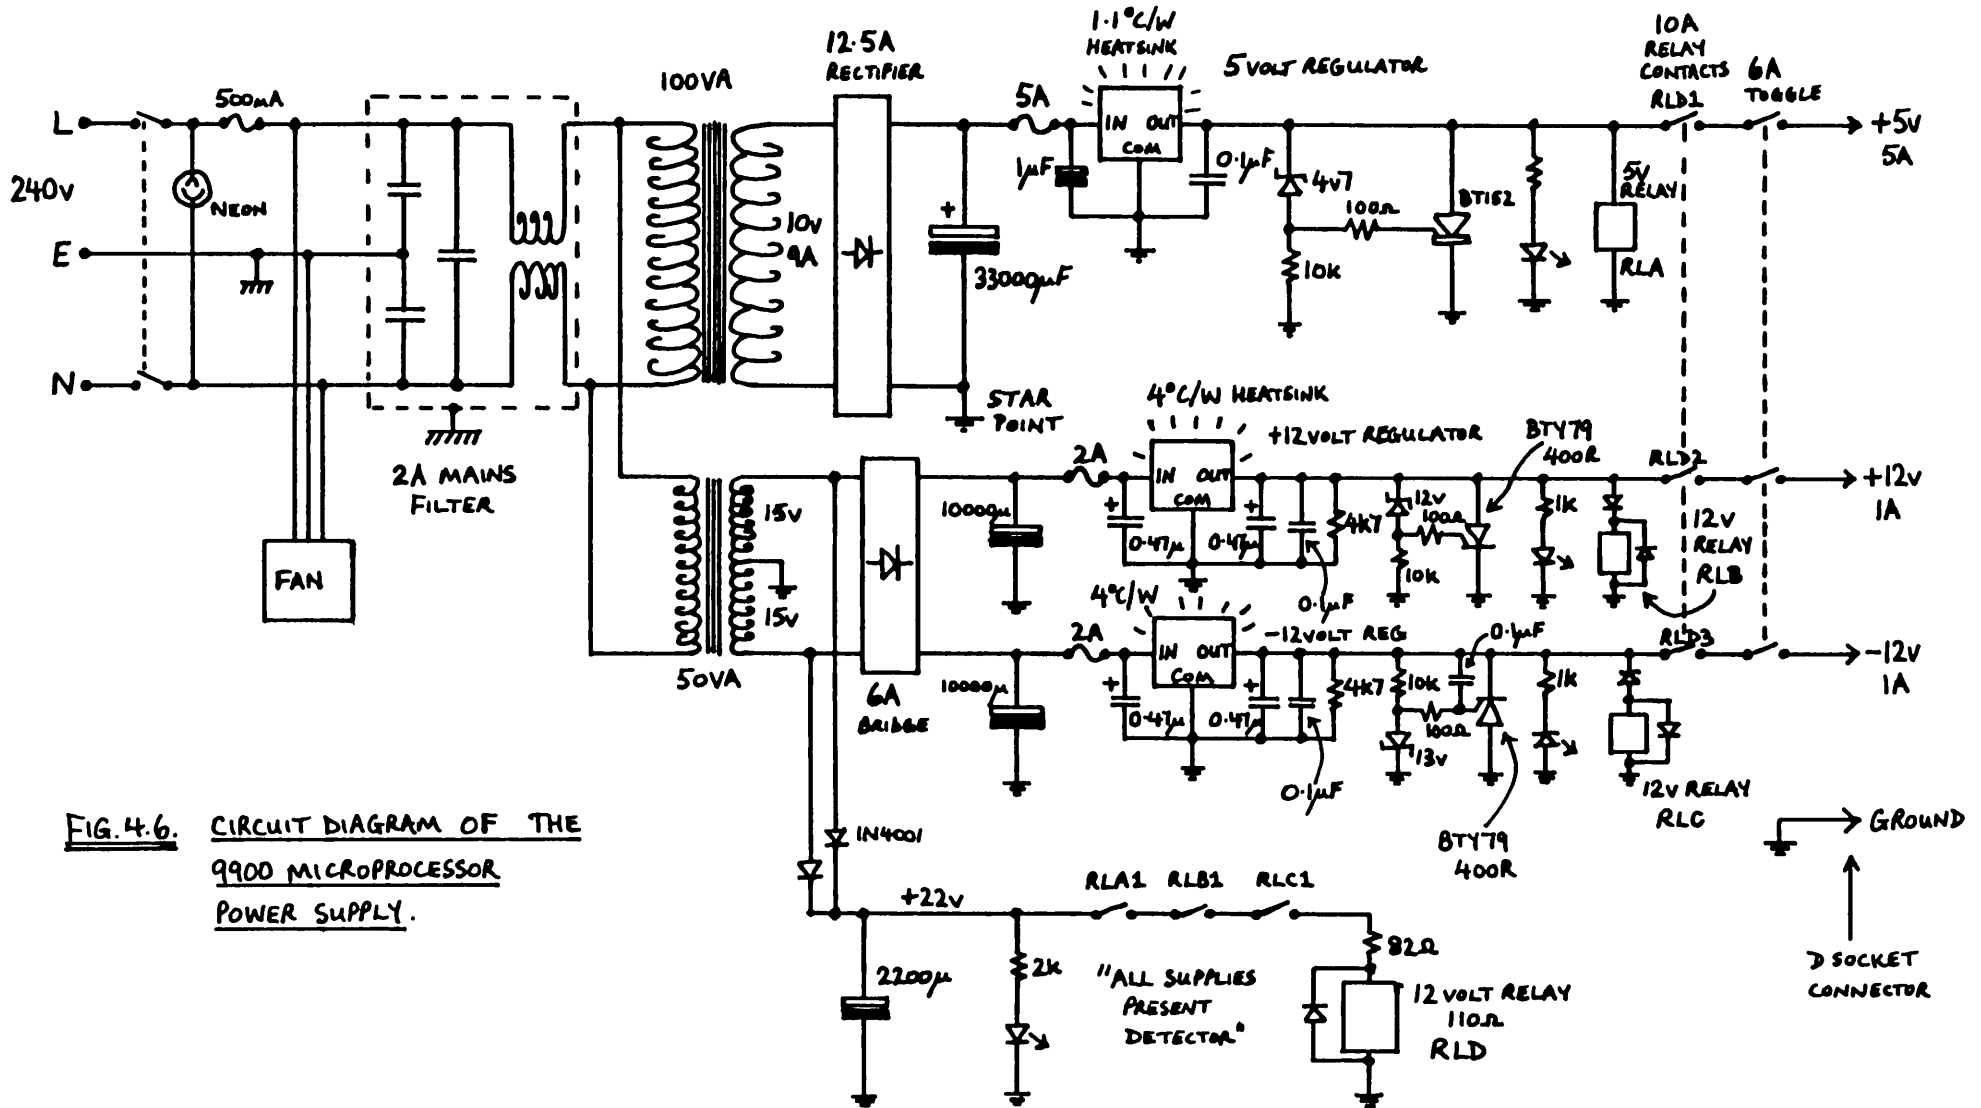 L
240v
E
N
500mA
NEON
2A MAINS
FILTER
FAN
100VA
10v
9A
12.5A
RECTIFIER
33000µF
STAR
POINT
5A
1µF
1.1°C/W
HEATSINK
IN OUT
COM
5 VOLT REGULATOR
0.1µF
4v7
10k
100Ω
BT152
5v
RELAY
RLA
10A
RELAY
CONTACTS
RLD1
6A
TOGGLE
+5v
5A
15v
15v
50VA
6A
BRIDGE
10000µ
2A
4°C/W HEATSINK
IN OUT
COM
+12 VOLT REGULATOR
0.47µ
0.47µ
0.1µF
4k7
12v
100Ω
10k
BTY79
400R
1k
12v
RELAY
RLB
RLD2
+12v
1A
10000µ
2A
4°C/W
IN OUT
COM
-12 VOLT REG
0.47µ
0.47µ
0.1µF
4k7
10k
100Ω
13v
0.1µF
BTY79
400R
1k
12v RELAY
RLC
RLD3
-12v
1A
GROUND
D SOCKET
CONNECTOR
1N4001
+22v
2200µ
2k
RLA1 RLB1 RLC1
"ALL SUPPLIES
PRESENT
DETECTOR"
82Ω
12 VOLT RELAY
110Ω
RLD
FIG. 4.6. CIRCUIT DIAGRAM OF THE
9900 MICROPROCESSOR
POWER SUPPLY.